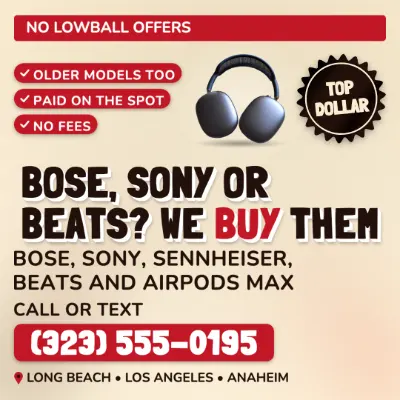 NO LOWBALL OFFERS
OLDER MODELS TOO
PAID ON THE SPOT
NO FEES
TOP
DOLLAR
BOSE, SONY OR
BEATS? WE BUY THEM
BOSE, SONY, SENNHEISER,
BEATS AND AIRPODS MAX
CALL OR TEXT
(323) 555-0195
LONG BEACH • LOS ANGELES • ANAHEIM